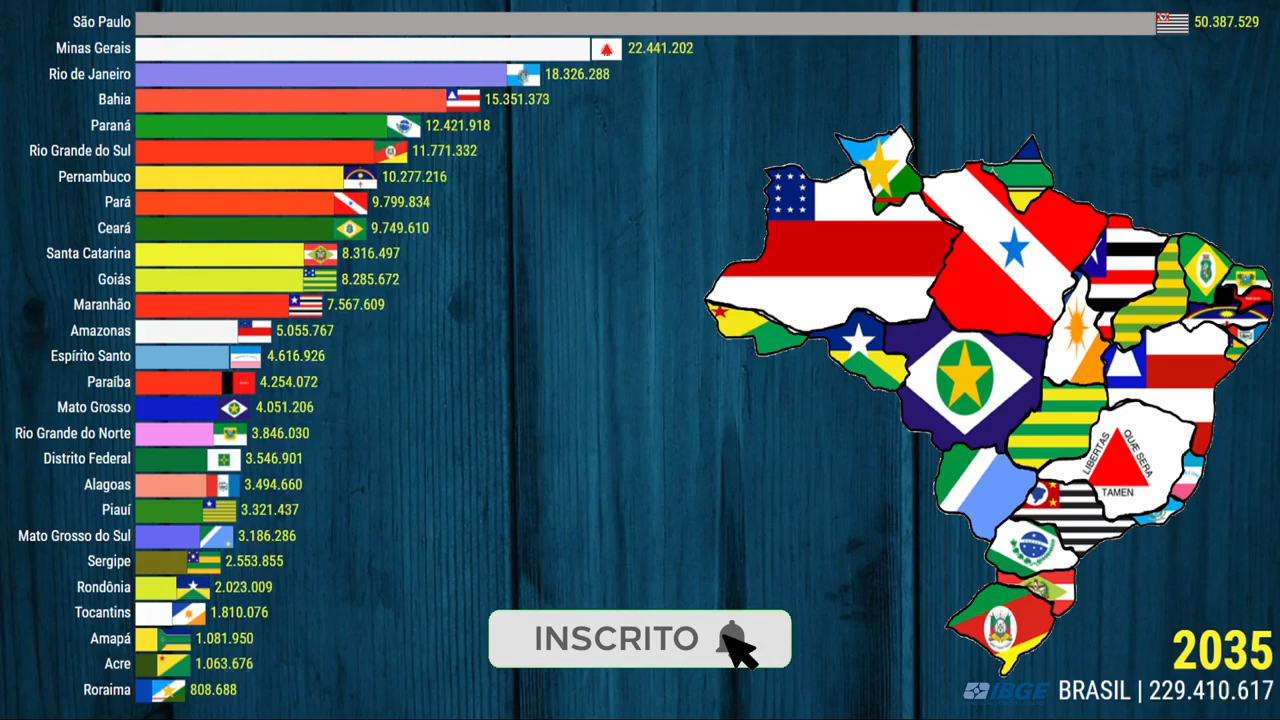 São Paulo 50.387.529
Minas Gerais 22.441.202
Rio de Janeiro 18.326.288
Bahia 15.351.373
Paraná 12.421.918
Rio Grande do Sul 11.771.332
Pernambuco 10.277.216
Pará 9.799.834
Ceará 9.749.610
Santa Catarina 8.316.497
Goiás 8.285.672
Maranhão 7.567.609
Amazonas 5.055.767
Espírito Santo 4.616.926
Paraíba 4.254.072
Mato Grosso 4.051.206
Rio Grande do Norte 3.846.030
Distrito Federal 3.546.901
Alagoas 3.494.660
Piauí 3.321.437
Mato Grosso do Sul 3.186.286
Sergipe 2.553.855
Rondônia 2.023.009
Tocantins 1.810.076
Amapá 1.081.950
Acre 1.063.676
Roraima 808.688
LIBERTAS QUÆ SERA
TAMEN
INSCRITO
2035
IBGE BRASIL | 229.410.617